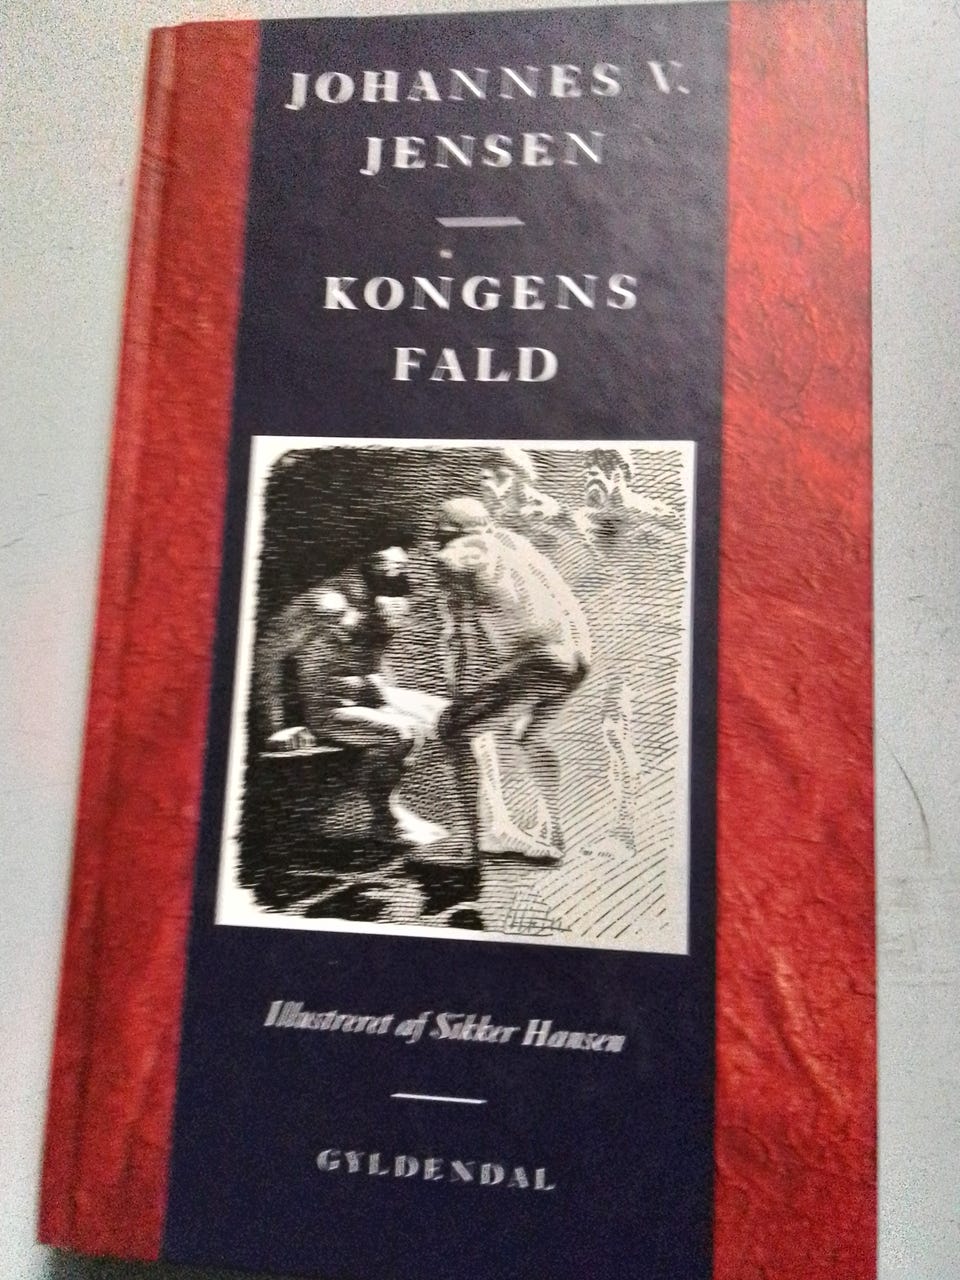 JOHANNES V.
JENSEN
KONGENS
FALD
Illustreret af Sikker Hansen
GYLDENDAL